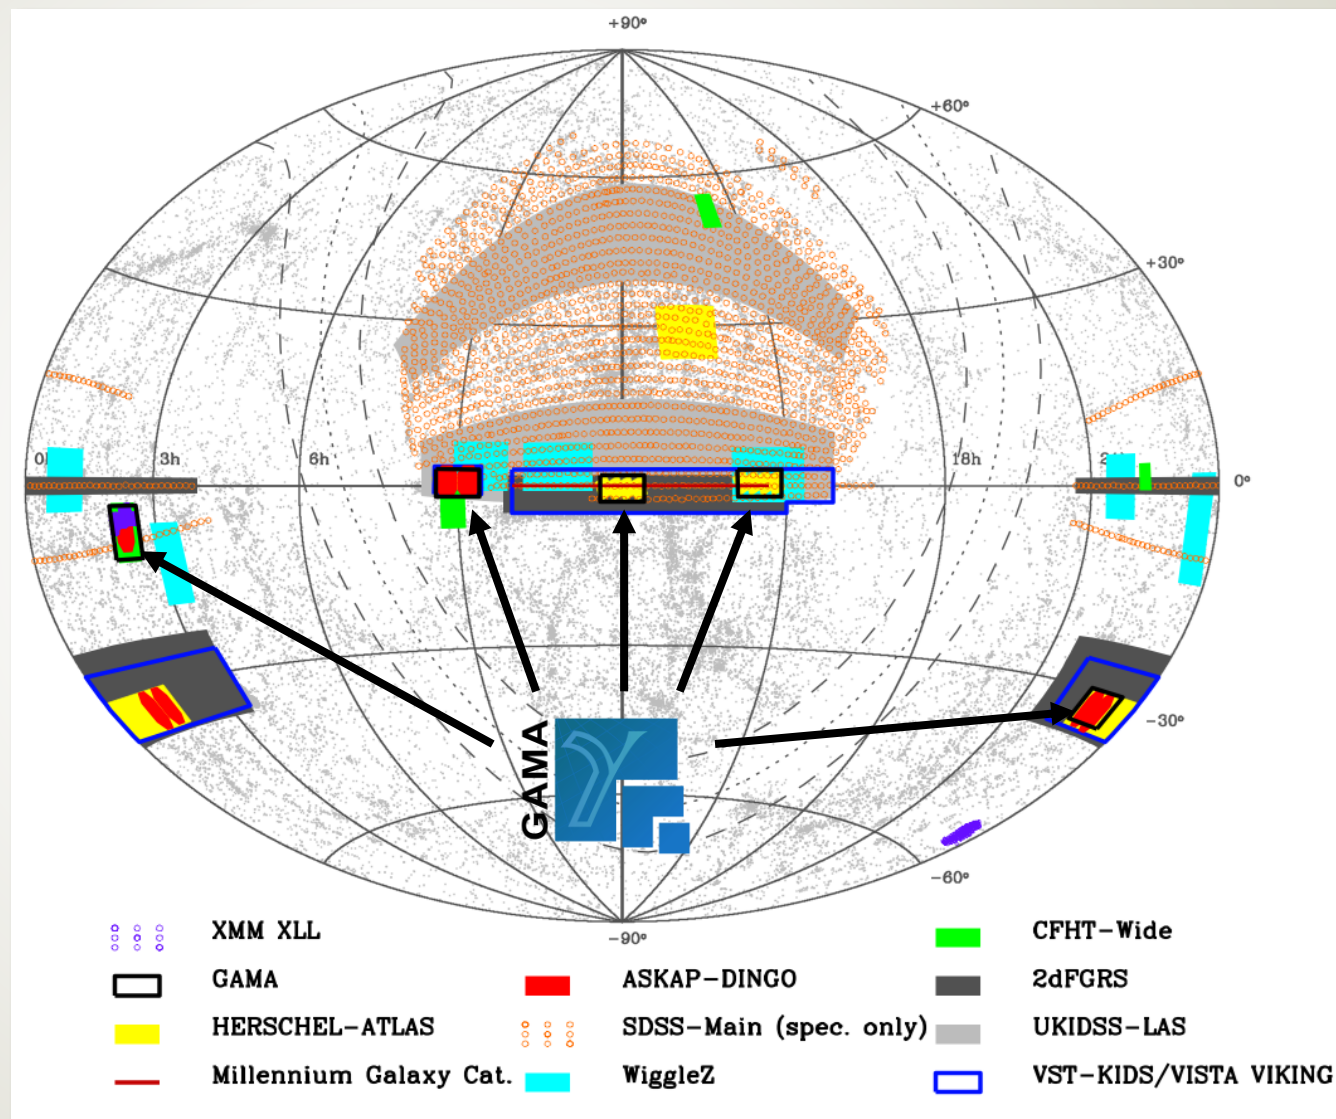 +90°
+60°
+30°
3h
6h
18h
0°
−30°
GAMA
−60°
−90°
XMM XLL
CFHT−Wide
GAMA
ASKAP−DINGO
2dFGRS
HERSCHEL−ATLAS
SDSS−Main (spec. only)
UKIDSS−LAS
Millennium Galaxy Cat.
WiggleZ
VST−KIDS/VISTA VIKING